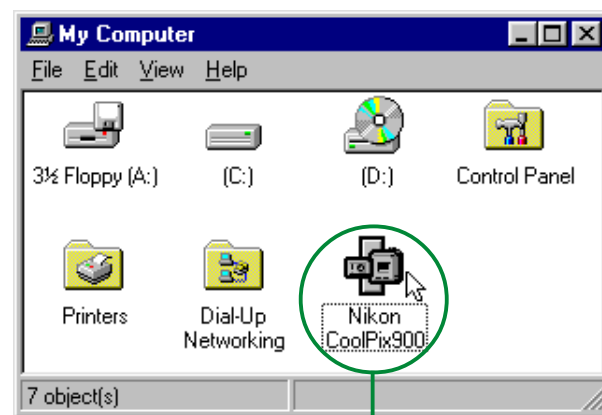 My Computer
File Edit View Help
3½ Floppy (A:)
(C:)
(D:)
Control Panel
Printers
Dial-Up
Networking
Nikon
CoolPix900
7 object(s)